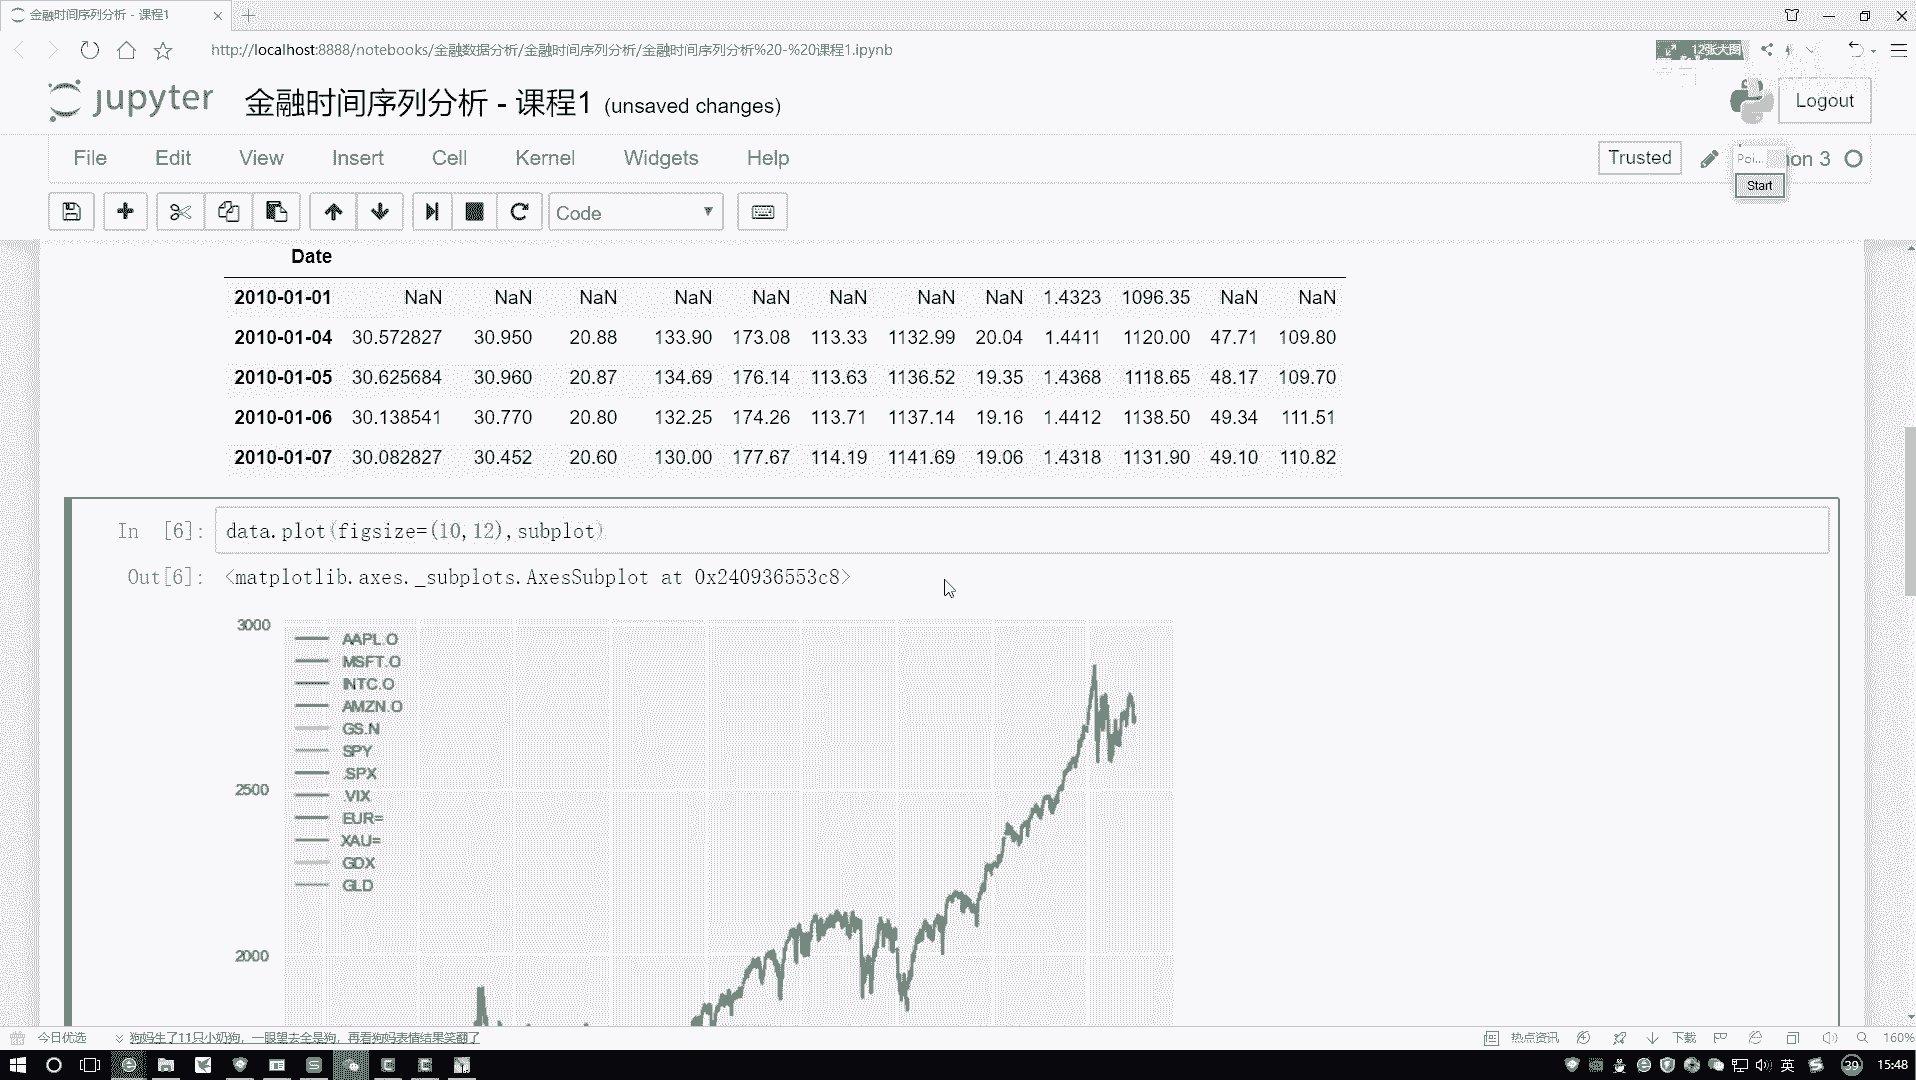 金融时间序列分析 - 课程1
http://localhost:8888/notebooks/金融数据分析/金融时间序列分析/金融时间序列分析%20-%20课程1.ipynb
12张大图
jupyter 金融时间序列分析 - 课程1 (unsaved changes)
Logout
File Edit View Insert Cell Kernel Widgets Help
Trusted
Poi... hon 3
Start
Code
Date
2010-01-01 NaN NaN NaN NaN NaN NaN NaN NaN 1.4323 1096.35 NaN NaN
2010-01-04 30.572827 30.950 20.88 133.90 173.08 113.33 1132.99 20.04 1.4411 1120.00 47.71 109.80
2010-01-05 30.625684 30.960 20.87 134.69 176.14 113.63 1136.52 19.35 1.4368 1118.65 48.17 109.70
2010-01-06 30.138541 30.770 20.80 132.25 174.26 113.71 1137.14 19.16 1.4412 1138.50 49.34 111.51
2010-01-07 30.082827 30.452 20.60 130.00 177.67 114.19 1141.69 19.06 1.4318 1131.90 49.10 110.82
In [6]: data.plot(figsize=(10,12),subplot)
Out[6]: <matplotlib.axes._subplots.AxesSubplot at 0x240936553c8>
3000
AAPL.O
MSFT.O
INTC.O
AMZN.O
GS.N
SPY
.SPX
.VIX
EUR=
XAU=
GDX
GLD
2500
2000
今日优选
狗妈生了11只小奶狗，一眼望去全是狗，再看狗妈表情结果笑翻了
热点资讯
下载
160%
英
39
15:48